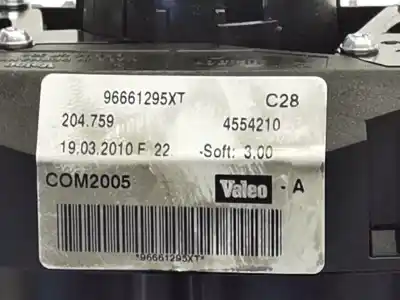 96661295XT C28
204.759 4554210
19.03.2010 F 22 -Soft: 3.00
COM2005 Valeo - A
*96661295XT*